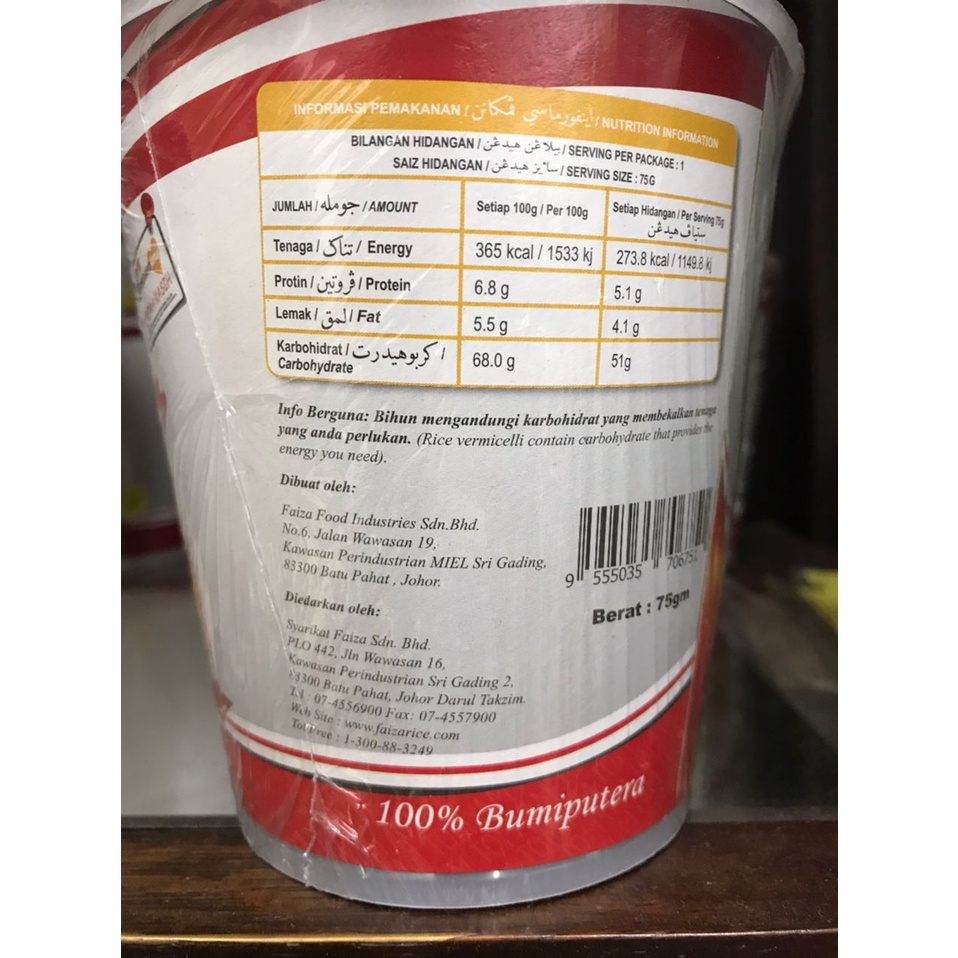 INFORMASI PEMAKANAN / اينفورماسي ڤمکانن / NUTRITION INFORMATION
BILANGAN HIDANGAN / بيلاڠن هيدڠن / SERVING PER PACKAGE : 1
SAIZ HIDANGAN / سايز هيدڠن / SERVING SIZE : 75G
JUMLAH / جومله / AMOUNT Setiap 100g / Per 100g Setiap Hidangan / Per Serving 75g
ستياڤ هيدڠن
Tenaga / تناݢ / Energy 365 kcal / 1533 kj 273.8 kcal / 1149.8 kj
Protin / ڤروتين / Protein 6.8 g 5.1 g
Lemak / لمق / Fat 5.5 g 4.1 g
Karbohidrat / کربوهيدرت / 68.0 g 51g
Carbohydrate
Info Berguna: Bihun mengandungi karbohidrat yang membekalkan tenaga
yang anda perlukan. (Rice vermicelli contain carbohydrate that provides the
energy you need).
Dibuat oleh:
Faiza Food Industries Sdn.Bhd.
No.6, Jalan Wawasan 19,
Kawasan Perindustrian MIEL Sri Gading,
83300 Batu Pahat , Johor.
9 555035 706751
Berat : 75gm
Diedarkan oleh:
Syarikat Faiza Sdn. Bhd.
PLO 442, Jln Wawasan 16,
Kawasan Perindustrian Sri Gading 2,
83300 Batu Pahat, Johor Darul Takzim.
Tel : 07-4556900 Fax: 07-4557900
Web Site : www.faizarice.com
Tol Free : 1-300-88-3249
100% Bumiputera